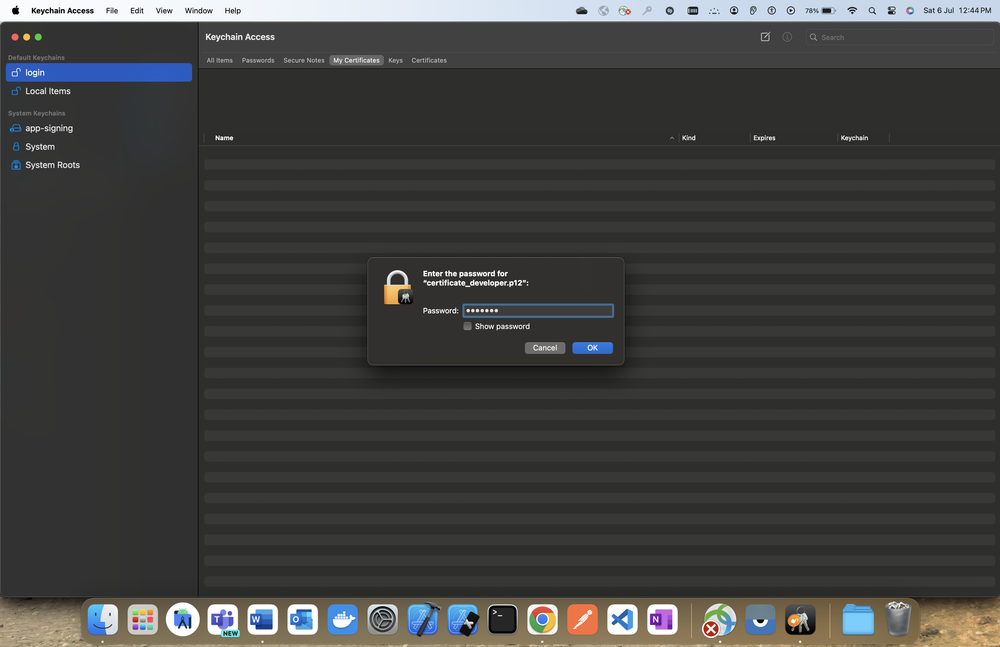 Keychain Access File Edit View Window Help 78% Sat 6 Jul 12:44 PM
Keychain Access
Search
Default Keychains
login
Local Items
System Keychains
app-signing
System
System Roots
All Items Passwords Secure Notes My Certificates Keys Certificates
Name Kind Expires Keychain
Enter the password for
“certificate_developer.p12”:
Password: •••••••
Show password
Cancel OK
T
NEW
W
O
>_
N